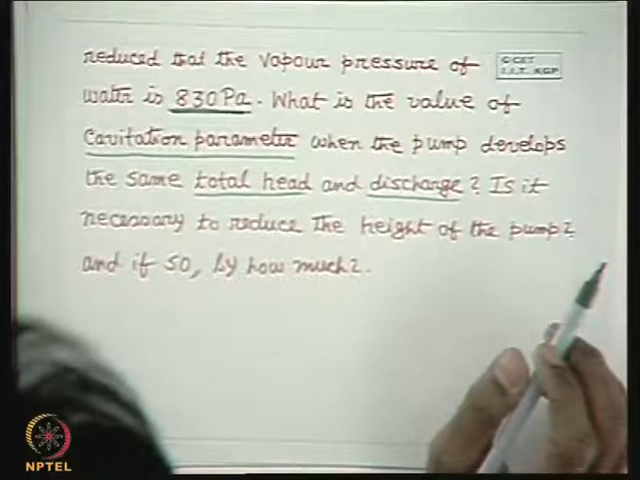 reduced that the vapour pressure of
water is 830 Pa. What is the value of
Cavitation parameter when the pump develops
the same total head and discharge? Is it
necessary to reduce the height of the pump?
and if so, by how much?.
© CET
I.I.T. KGP
NPTEL